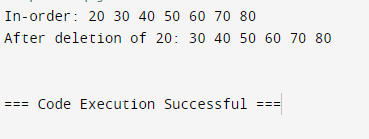 In-order: 20 30 40 50 60 70 80
After deletion of 20: 30 40 50 60 70 80
=== Code Execution Successful ===